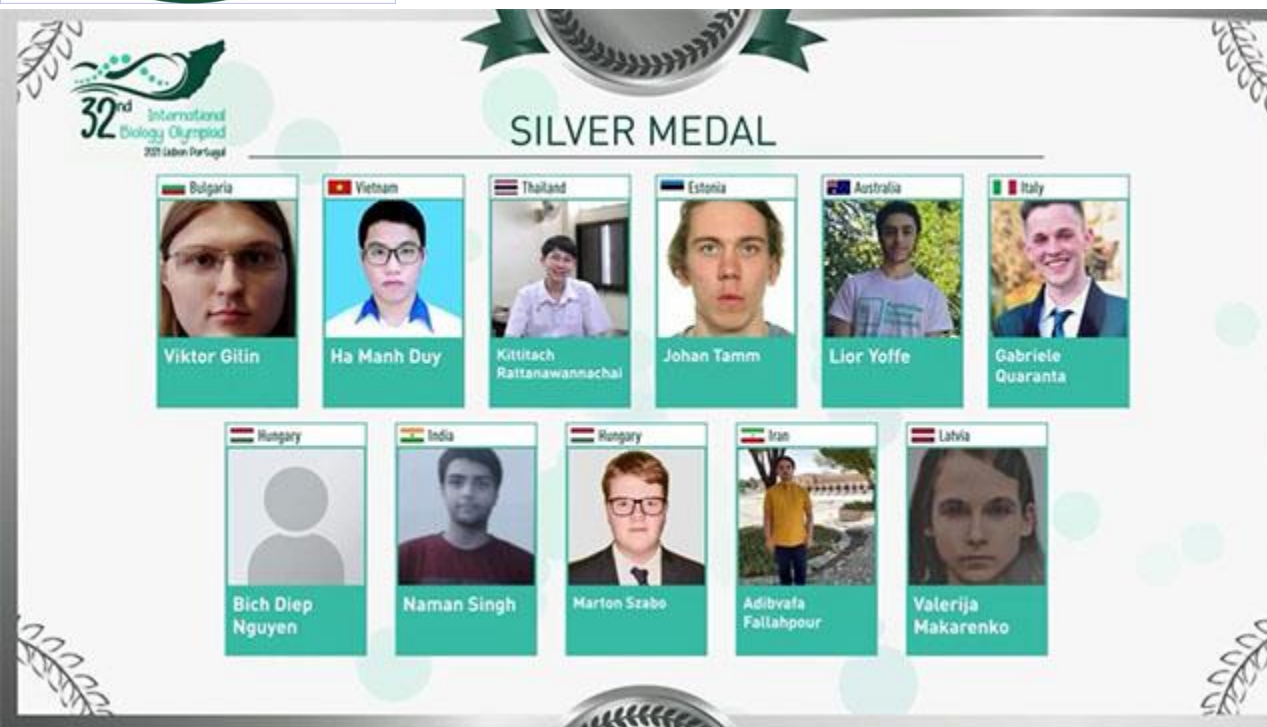 32nd International
Biology Olympiad
2021 Lisbon Portugal
SILVER MEDAL
Bulgaria
Viktor Gilin
Vietnam
Ha Manh Duy
Thailand
Kittitach
Rattanawannachai
Estonia
Johan Tamm
Australia
Lior Yoffe
Italy
Gabriele
Quaranta
Hungary
Bich Diep
Nguyen
India
Naman Singh
Hungary
Marton Szabo
Iran
Adibvafa
Fallahpour
Latvia
Valerija
Makarenko